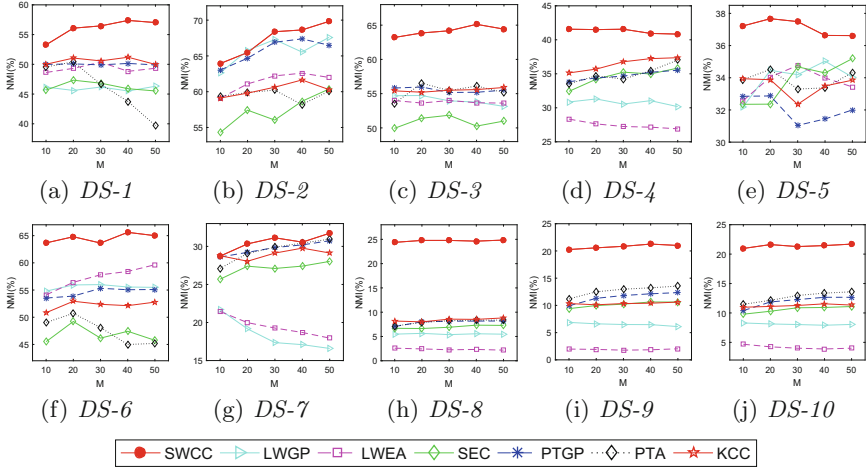 NMI(%)
60
50
40
10 20 30 40 50
M
(a) DS-1
NMI(%)
70
65
60
55
10 20 30 40 50
M
(b) DS-2
NMI(%)
65
60
55
50
10 20 30 40 50
M
(c) DS-3
NMI(%)
45
40
35
30
25
10 20 30 40 50
M
(d) DS-4
NMI(%)
38
36
34
32
30
10 20 30 40 50
M
(e) DS-5
NMI(%)
65
60
55
50
45
10 20 30 40 50
M
(f) DS-6
NMI(%)
30
25
20
15
10 20 30 40 50
M
(g) DS-7
NMI(%)
25
20
15
10
5
0
10 20 30 40 50
M
(h) DS-8
NMI(%)
20
10
0
10 20 30 40 50
M
(i) DS-9
NMI(%)
25
20
15
10
5
10 20 30 40 50
M
(j) DS-10
SWCC LWGP LWEA SEC PTGP PTA KCC